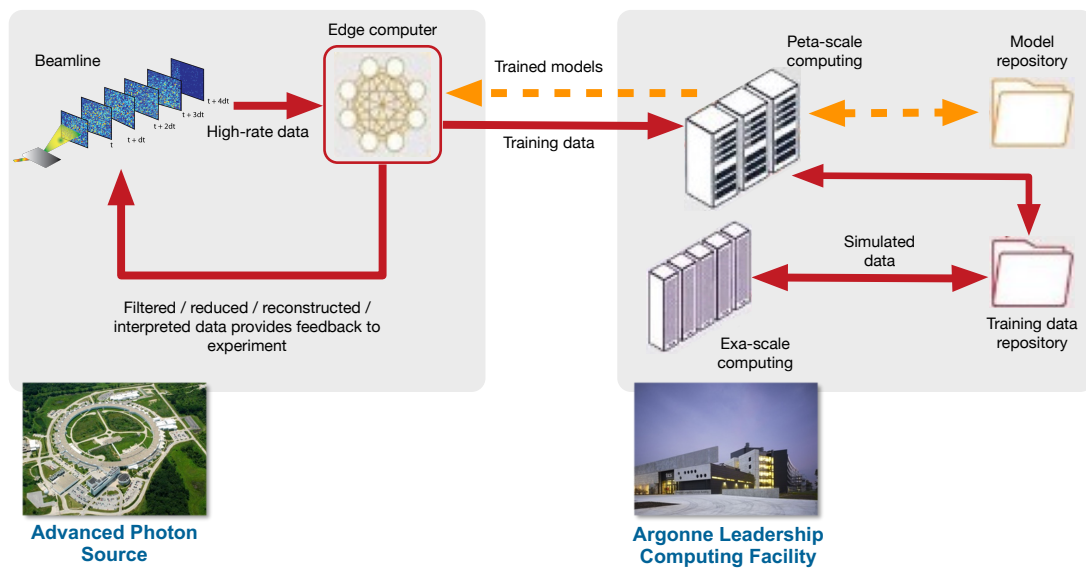 Edge computer
Beamline
t + 4dt
t + 3dt
t + 2dt
t + dt
t
High-rate data
Filtered / reduced / reconstructed /
interpreted data provides feedback to
experiment
Trained models
Training data
Peta-scale
computing
Model
repository
Simulated
data
Exa-scale
computing
Training data
repository
Advanced Photon
Source
Argonne Leadership
Computing Facility